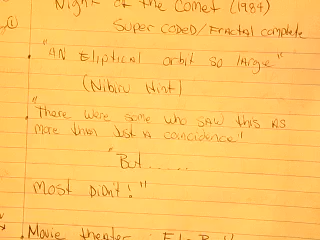 Night of the Comet (1984)
① Super CODED/Fractal complete
"AN Eliptical orbit so large"
(Nibiru Hint)
"There were some who SAW this AS
more than Just A coincidence"
"But......
most Didn't!"
Movie theater